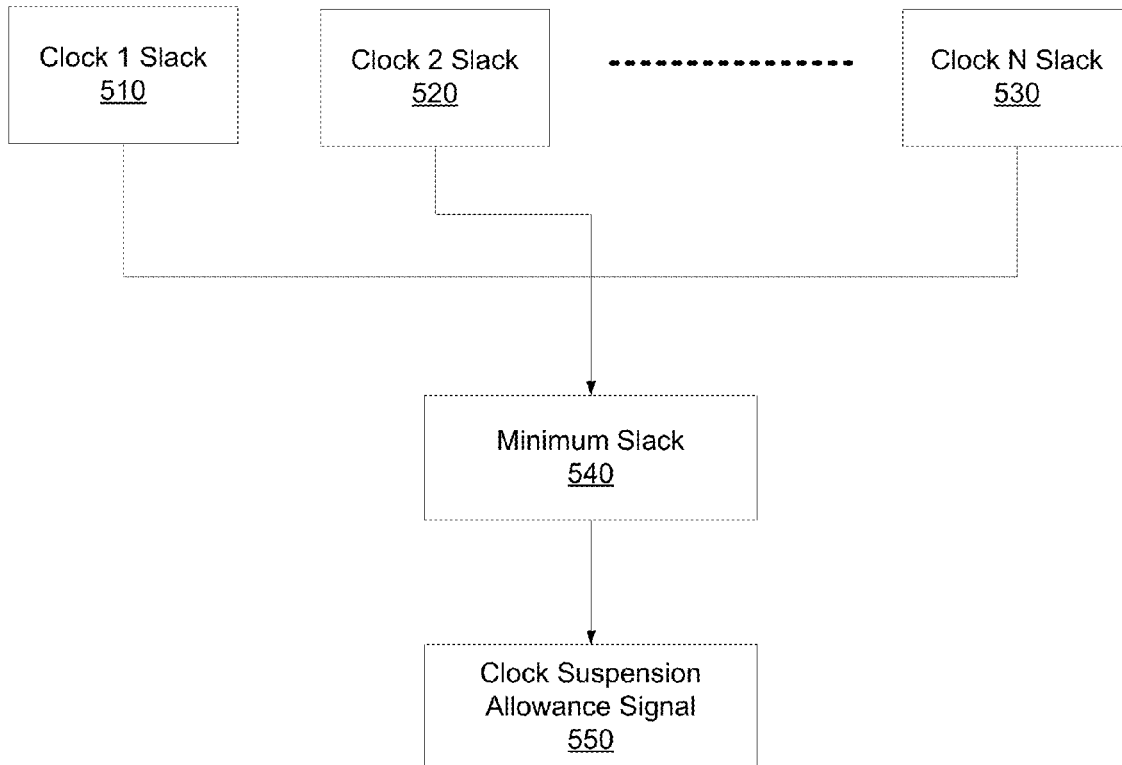 Clock 1 Slack
510
Clock 2 Slack
520
Clock N Slack
530
Minimum Slack
540
Clock Suspension
Allowance Signal
550